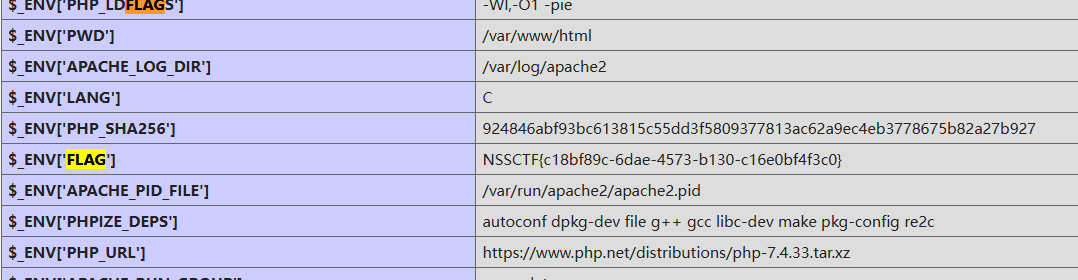 $_ENV['PHP_LDFLAGS'] -Wl,-O1 -pie
$_ENV['PWD'] /var/www/html
$_ENV['APACHE_LOG_DIR'] /var/log/apache2
$_ENV['LANG'] C
$_ENV['PHP_SHA256'] 924846abf93bc613815c55dd3f5809377813ac62a9ec4eb3778675b82a27b927
$_ENV['FLAG'] NSSCTF{c18bf89c-6dae-4573-b130-c16e0bf4f3c0}
$_ENV['APACHE_PID_FILE'] /var/run/apache2/apache2.pid
$_ENV['PHPIZE_DEPS'] autoconf dpkg-dev file g++ gcc libc-dev make pkg-config re2c
$_ENV['PHP_URL'] https://www.php.net/distributions/php-7.4.33.tar.xz